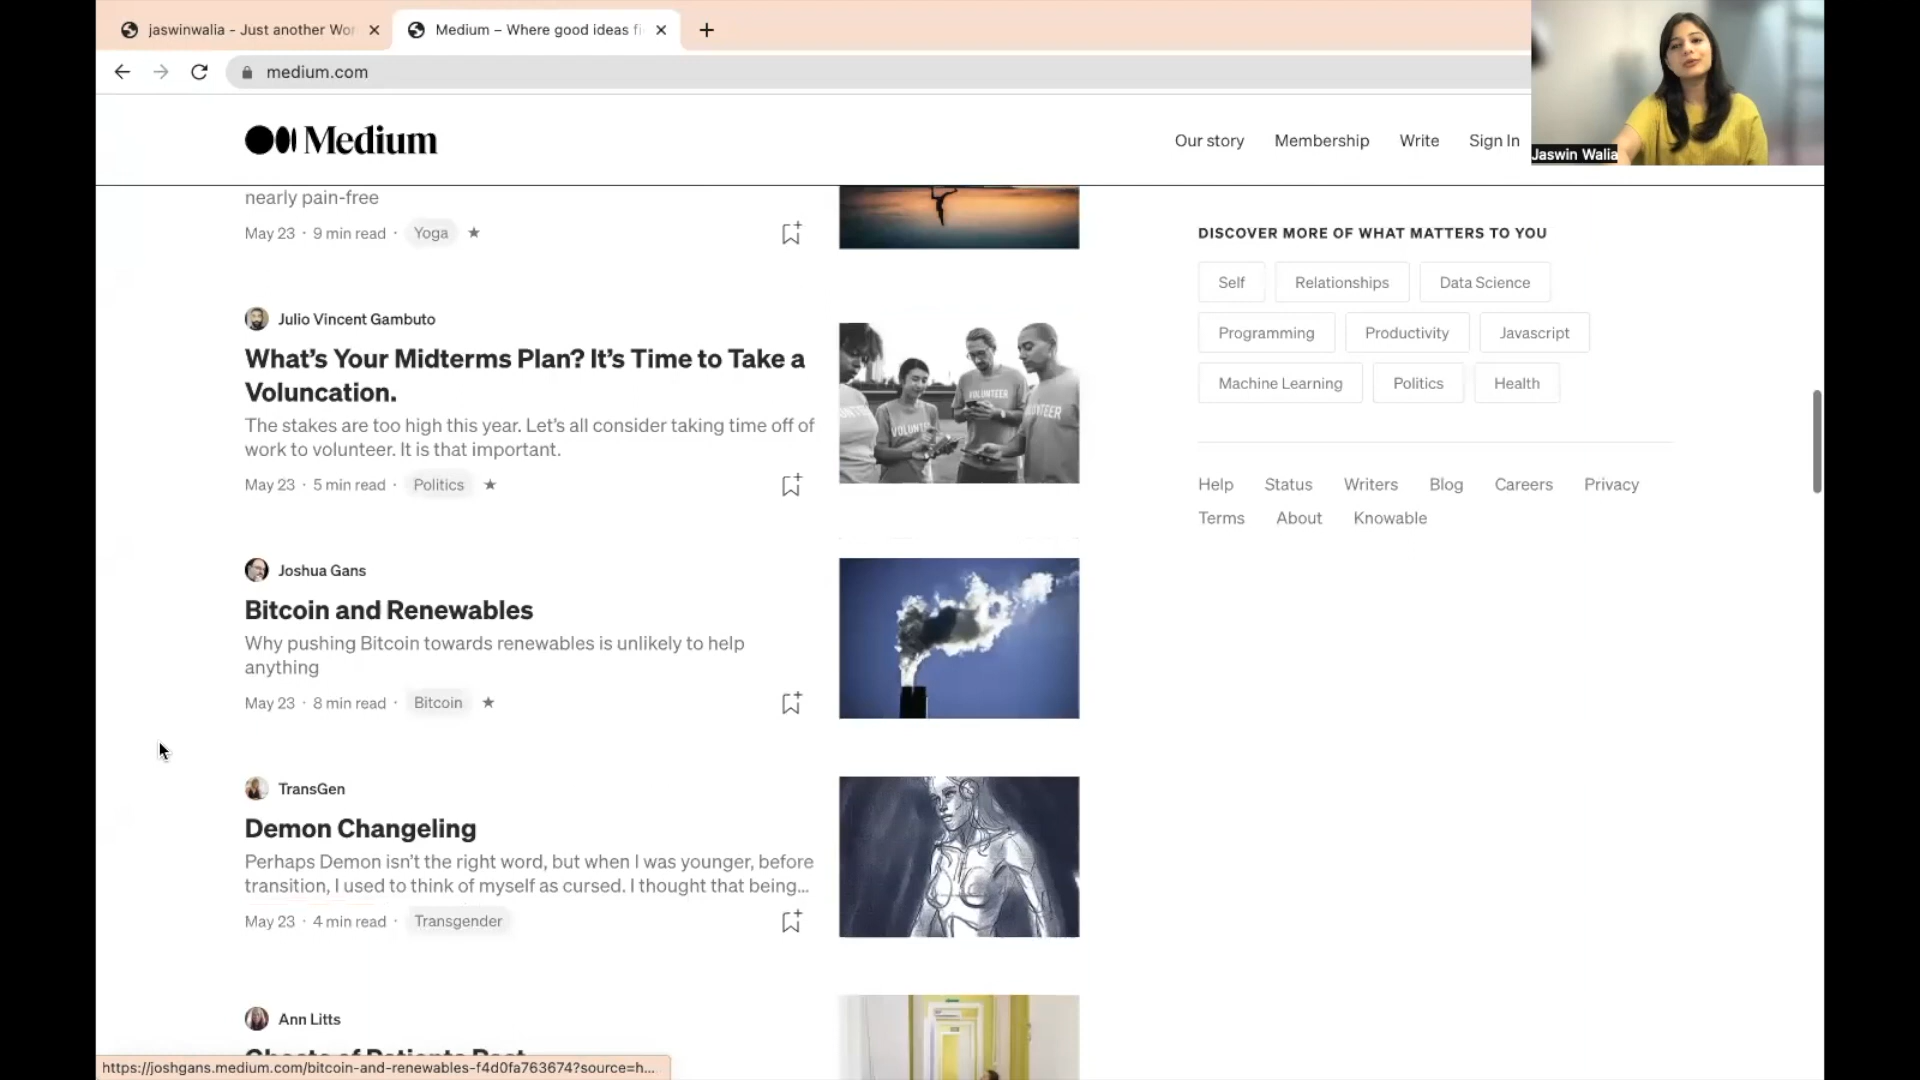 jaswinwalia - Just another Wor
Medium – Where good ideas fi
medium.com
Medium
Our story
Membership
Write
Sign In
Jaswin Walia
nearly pain-free
May 23 · 9 min read ·
Yoga
Julio Vincent Gambuto
What's Your Midterms Plan? It's Time to Take a
Voluncation.
The stakes are too high this year. Let's all consider taking time off of
work to volunteer. It is that important.
May 23 · 5 min read ·
Politics
VOLUNTEER
Joshua Gans
Bitcoin and Renewables
Why pushing Bitcoin towards renewables is unlikely to help
anything
May 23 · 8 min read ·
Bitcoin
TransGen
Demon Changeling
Perhaps Demon isn't the right word, but when I was younger, before
transition, I used to think of myself as cursed. I thought that being...
May 23 · 4 min read ·
Transgender
Ann Litts
Ghosts of Patients Past
https://joshgans.medium.com/bitcoin-and-renewables-f4d0fa763674?source=h...
DISCOVER MORE OF WHAT MATTERS TO YOU
Self
Relationships
Data Science
Programming
Productivity
Javascript
Machine Learning
Politics
Health
Help
Status
Writers
Blog
Careers
Privacy
Terms
About
Knowable